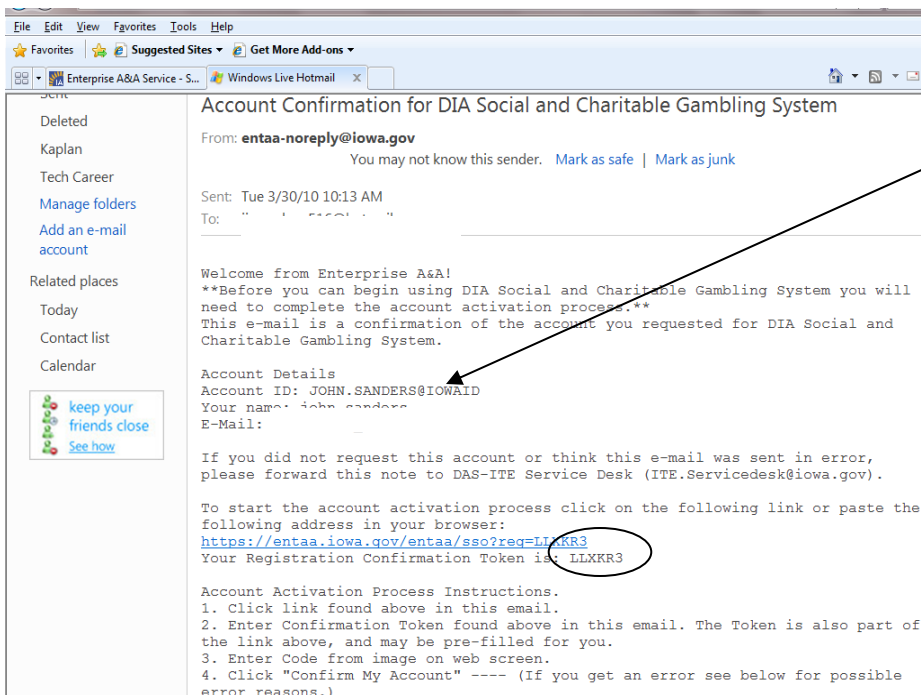 File Edit View Favorites Tools Help
Favorites Suggested Sites Get More Add-ons
Enterprise A&A Service - S... Windows Live Hotmail X
Sent
Deleted
Kaplan
Tech Career
Manage folders
Add an e-mail
account
Related places
Today
Contact list
Calendar
keep your
friends close
See how
Account Confirmation for DIA Social and Charitable Gambling System
From: entaa-noreply@iowa.gov
You may not know this sender. Mark as safe | Mark as junk
Sent: Tue 3/30/10 10:13 AM
To:
Welcome from Enterprise A&A!
**Before you can begin using DIA Social and Charitable Gambling System you will
need to complete the account activation process.**
This e-mail is a confirmation of the account you requested for DIA Social and
Charitable Gambling System.
Account Details
Account ID: JOHN.SANDERS@IOWAID
Your name: john sanders
E-Mail:
If you did not request this account or think this e-mail was sent in error,
please forward this note to DAS-ITE Service Desk (ITE.Servicedesk@iowa.gov).
To start the account activation process click on the following link or paste the
following address in your browser:
https://entaa.iowa.gov/entaa/sso?reg=LLXKR3
Your Registration Confirmation Token is: LLXKR3
Account Activation Process Instructions.
1. Click link found above in this email.
2. Enter Confirmation Token found above in this email. The Token is also part of
the link above, and may be pre-filled for you.
3. Enter Code from image on web screen.
4. Click "Confirm My Account" ---- (If you get an error see below for possible
error reasons.)